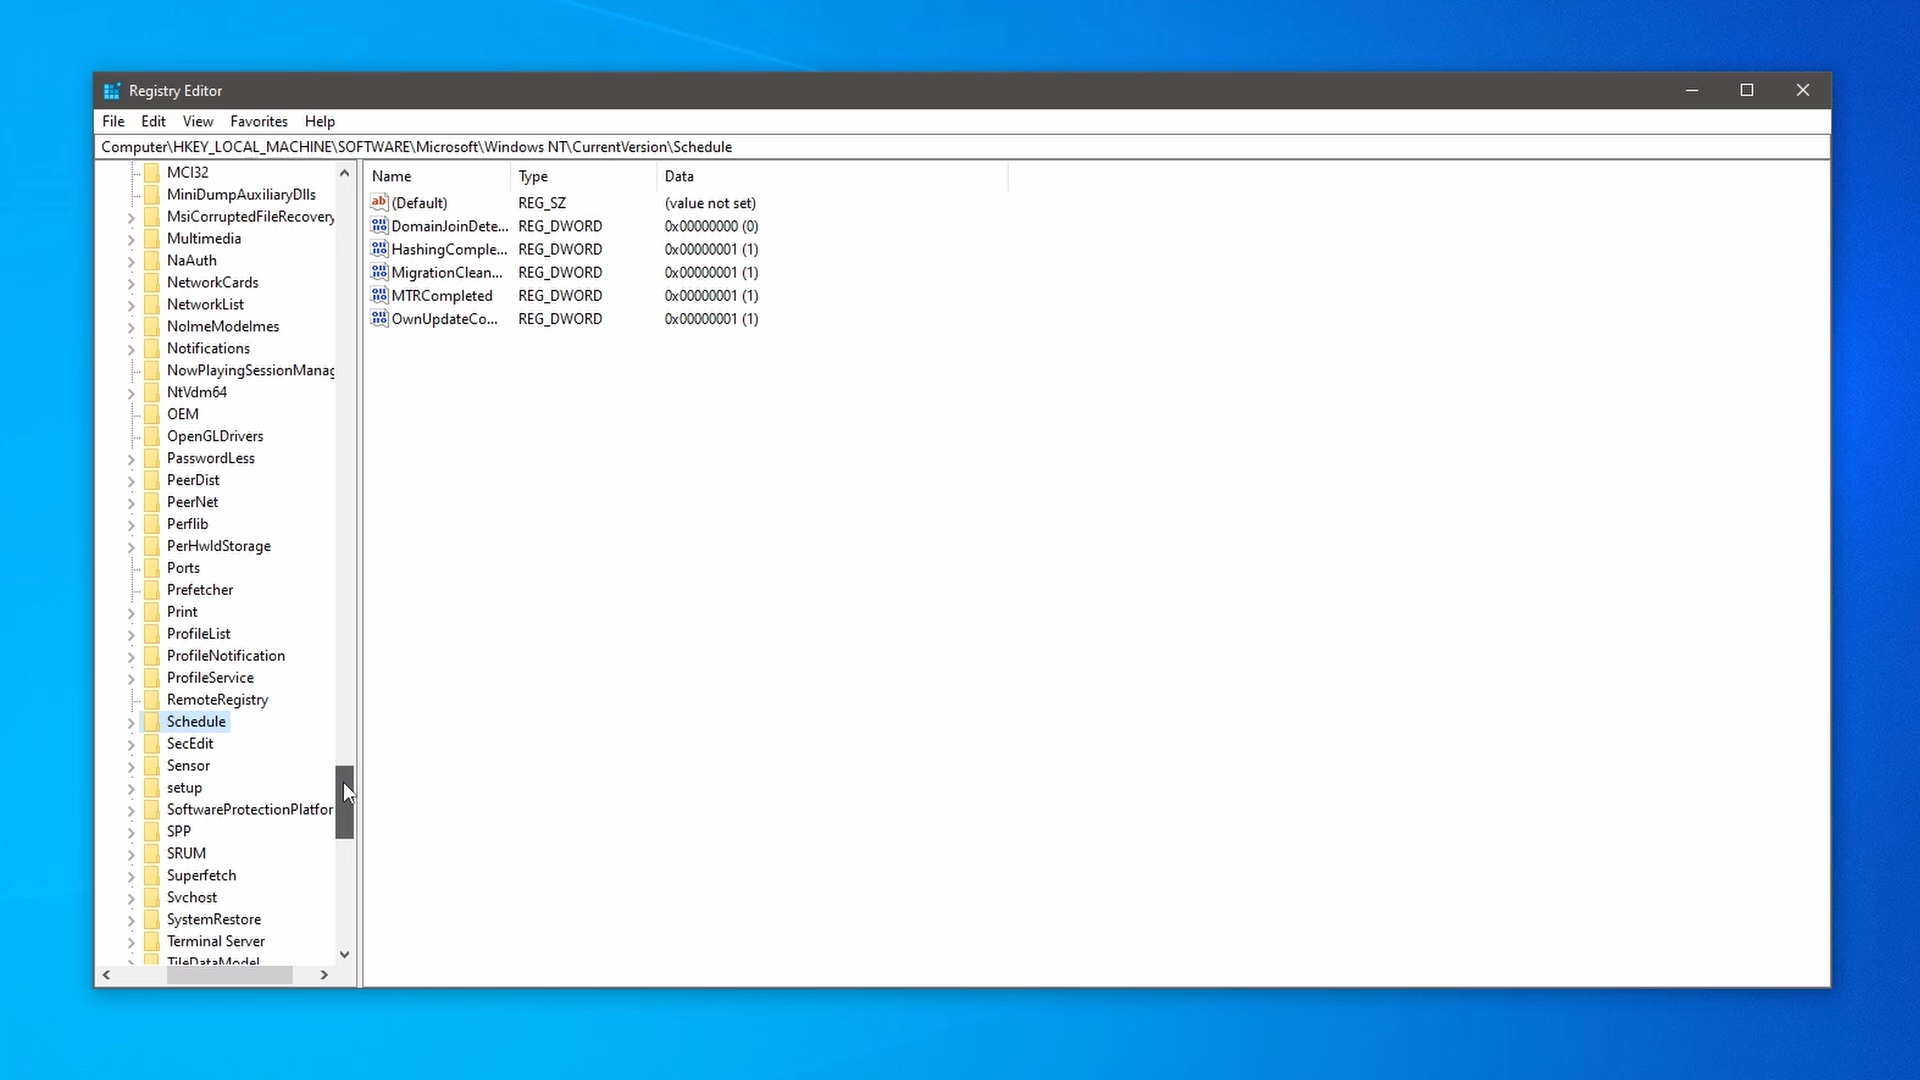 Registry Editor
File Edit View Favorites Help
Computer\HKEY_LOCAL_MACHINE\SOFTWARE\Microsoft\Windows NT\CurrentVersion\Schedule
MCI32
MiniDumpAuxiliaryDlls
MsiCorruptedFileRecovery
Multimedia
NaAuth
NetworkCards
NetworkList
NoImeModeImes
Notifications
NowPlayingSessionManag
NtVdm64
OEM
OpenGLDrivers
PasswordLess
PeerDist
PeerNet
Perflib
PerHwIdStorage
Ports
Prefetcher
Print
ProfileList
ProfileNotification
ProfileService
RemoteRegistry
Schedule
SecEdit
Sensor
setup
SoftwareProtectionPlatfor
SPP
SRUM
Superfetch
Svchost
SystemRestore
Terminal Server
TileDataModel
Name Type Data
(Default) REG_SZ (value not set)
DomainJoinDete... REG_DWORD 0x00000000 (0)
HashingComple... REG_DWORD 0x00000001 (1)
MigrationClean... REG_DWORD 0x00000001 (1)
MTRCompleted REG_DWORD 0x00000001 (1)
OwnUpdateCo... REG_DWORD 0x00000001 (1)